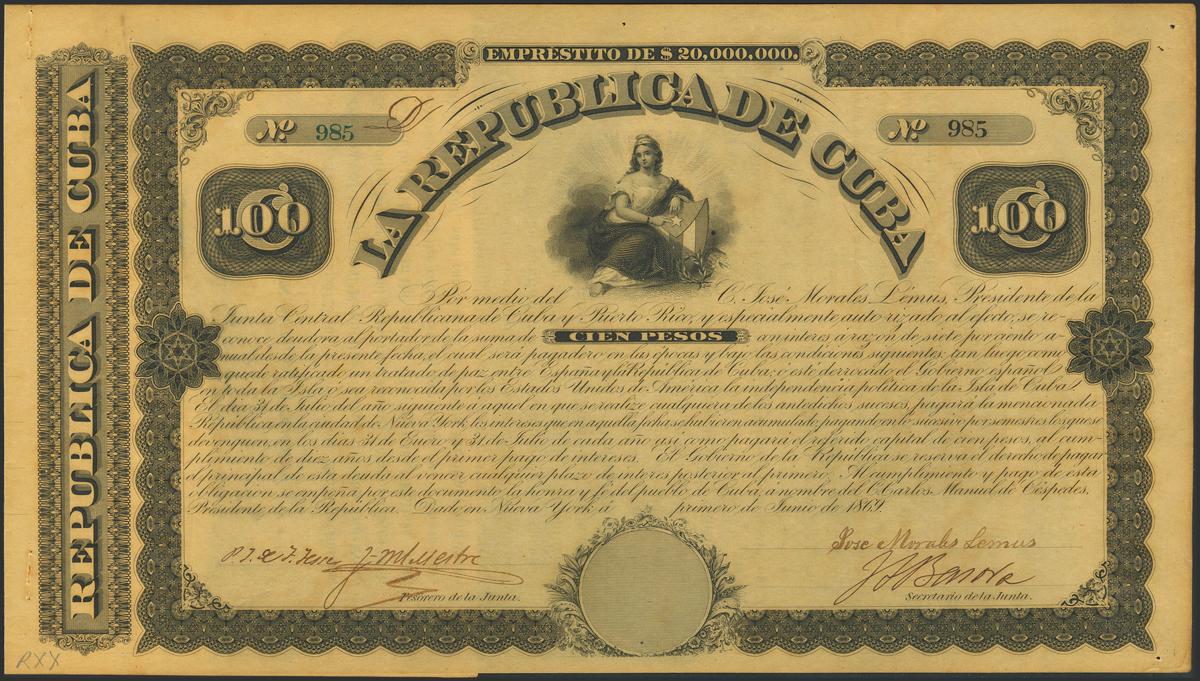 EMPRÉSTITO DE $ 20,000,000.
LA REPUBLICA DE CUBA
REPUBLICA DE CUBA
Nº 985
Nº 985
100
100
Por medio del C. José Morales Lémus, Presidente de la
Junta Central Republicana de Cuba y Puerto Rico, y especialmente autorizado al efecto, se re-
conoce deudora al portador de la suma de CIEN PESOS con interes a razon de siete por ciento a-
nual desde la presente fecha, el cual será pagadero en las épocas y bajo las condiciones siguientes: tan luego como
quede ratificado un tratado de paz entre España y la República de Cuba, ó esté derrocado el Gobierno español
en toda la Isla ó sea reconocida por los Estados Unidos de América la independencia política de la Isla de Cuba.
El dia 31 de Julio del año siguiente á aquel en que se realize cualquiera de los antedichos sucesos, pagará la mencionada
República en la ciudad de Nueva York los intereses que en aquella fecha se hubieren acumulado, pagando en lo sucesivo por semestres los que se
devenguen, en los dias 31 de Enero y 31 de Julio de cada año así como pagará el referido capital de cien pesos, al cum-
plimiento de diez años desde el primer pago de intereses. El Gobierno de la República se reserva el derecho de pagar
el principal de esta deuda al vencer cualquier plazo de interes posterior al primero. Al cumplimiento y pago de esta
obligacion se empeña por este documento la honra y fé del pueblo de Cuba, a nombre del C. Carlos Manuel de Céspedes,
Presidente de la República. Dado en Nueva York á primero de Junio de 1869.
Jose Morales Lemus
J. M. Mestre
Tesorero de la Junta.
Secretario de la Junta.
RXX